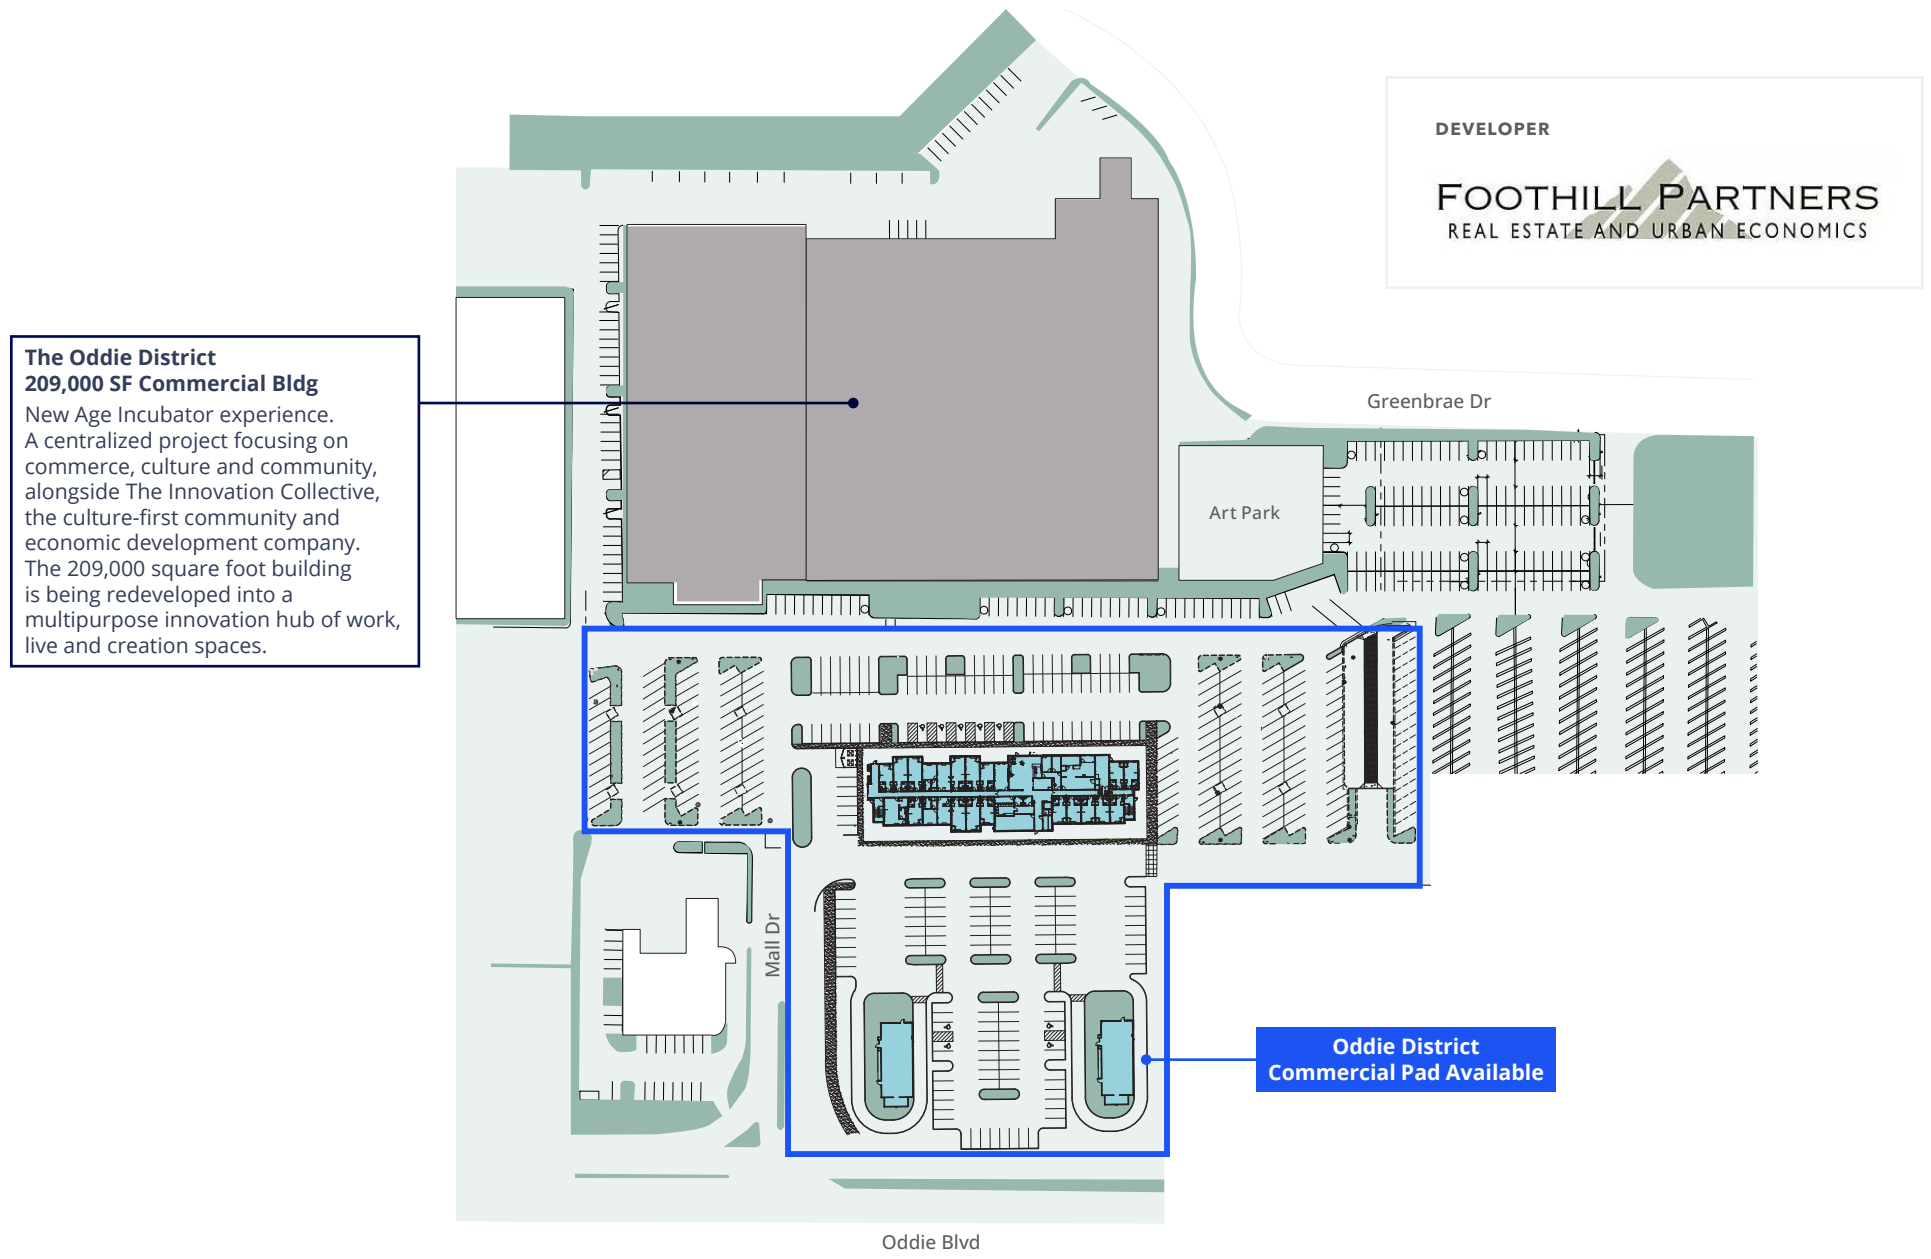 DEVELOPER
FOOTHILL PARTNERS
REAL ESTATE AND URBAN ECONOMICS
The Oddie District
209,000 SF Commercial Bldg
New Age Incubator experience.
A centralized project focusing on
commerce, culture and community,
alongside The Innovation Collective,
the culture-first community and
economic development company.
The 209,000 square foot building
is being redeveloped into a
multipurpose innovation hub of work,
live and creation spaces.
Greenbrae Dr
Art Park
Mall Dr
Oddie District
Commercial Pad Available
Oddie Blvd